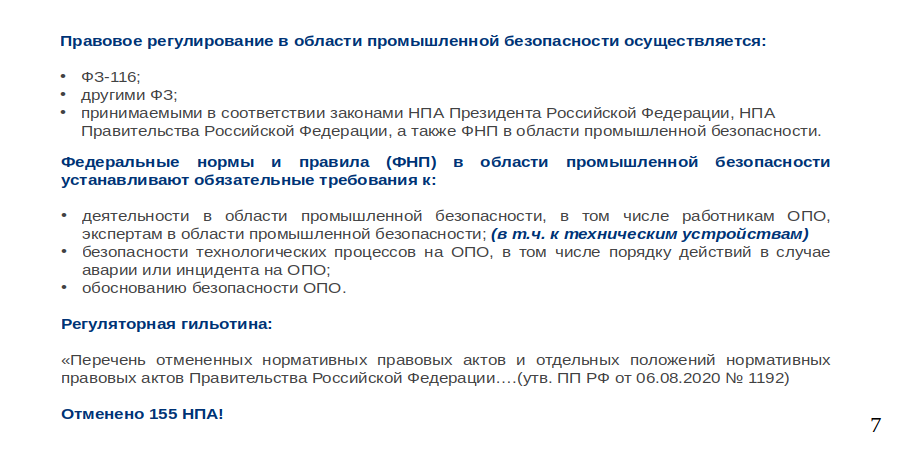 Правовое регулирование в области промышленной безопасности осуществляется:
• ФЗ-116;
• другими ФЗ;
• принимаемыми в соответствии законами НПА Президента Российской Федерации, НПА
Правительства Российской Федерации, а также ФНП в области промышленной безопасности.
Федеральные нормы и правила (ФНП) в области промышленной безопасности
устанавливают обязательные требования к:
• деятельности в области промышленной безопасности, в том числе работникам ОПО,
экспертам в области промышленной безопасности; (в т.ч. к техническим устройствам)
• безопасности технологических процессов на ОПО, в том числе порядку действий в случае
аварии или инцидента на ОПО;
• обоснованию безопасности ОПО.
Регуляторная гильотина:
«Перечень отмененных нормативных правовых актов и отдельных положений нормативных
правовых актов Правительства Российской Федерации….(утв. ПП РФ от 06.08.2020 № 1192)
Отменено 155 НПА!
7